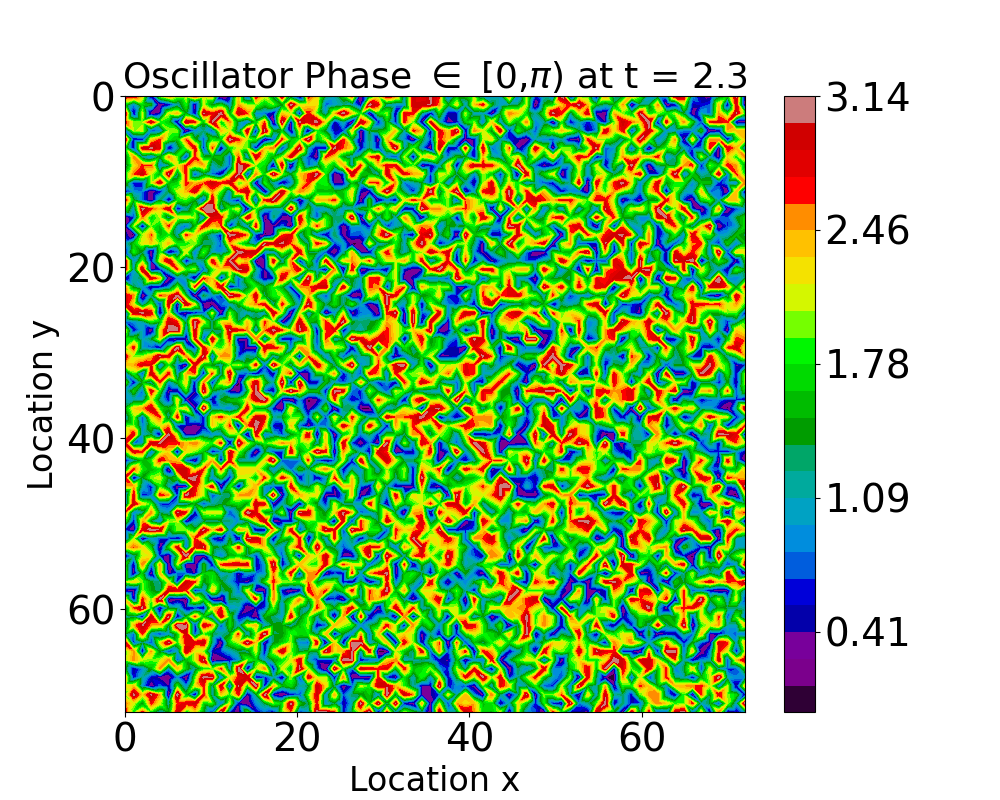 Oscillator Phase ∈ [0,π) at t = 2.3
0
20
40
60
Location y
0 20 40 60
Location x
3.14
2.46
1.78
1.09
0.41